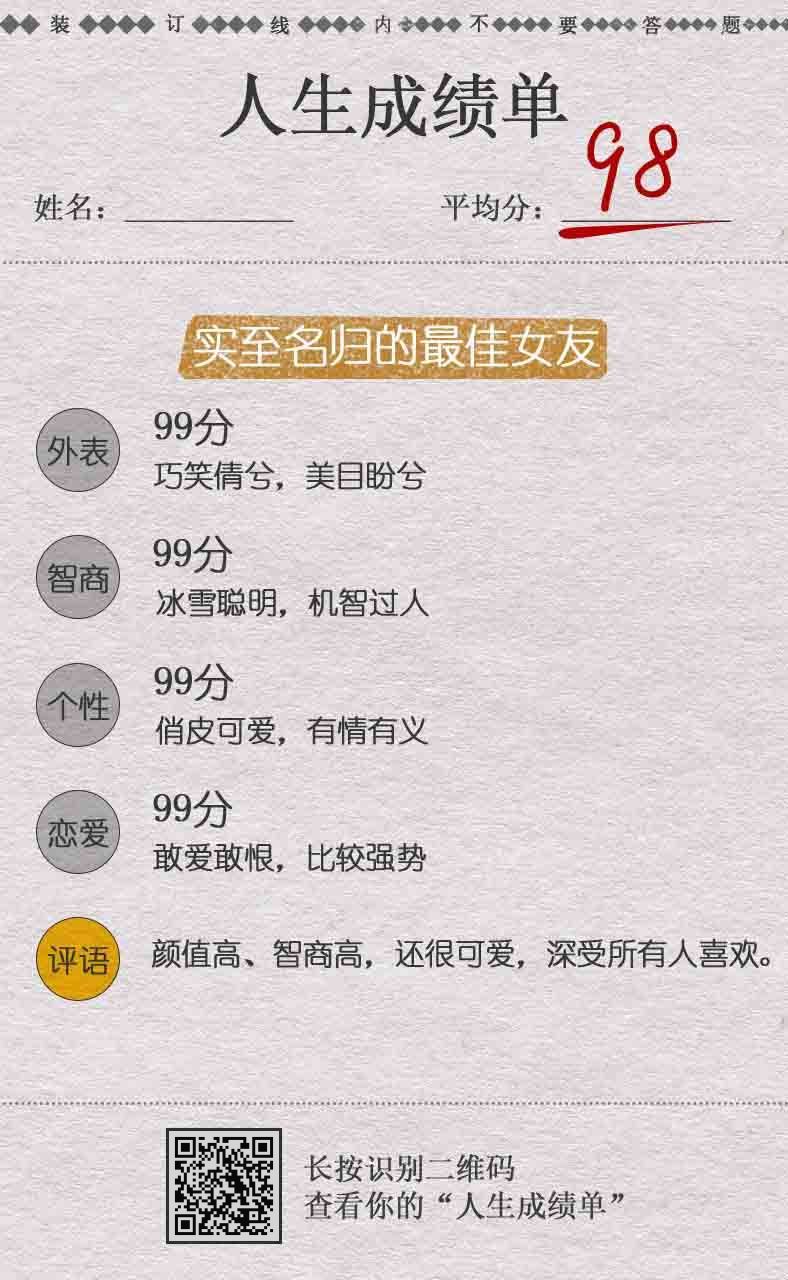 装订线内不要答题
人生成绩单
姓名：__________ 平均分：98
实至名归的最佳女友
外表 99分
巧笑倩兮，美目盼兮
智商 99分
冰雪聪明，机智过人
个性 99分
俏皮可爱，有情有义
恋爱 99分
敢爱敢恨，比较强势
评语 颜值高、智商高，还很可爱，深受所有人喜欢。
长按识别二维码
查看你的“人生成绩单”